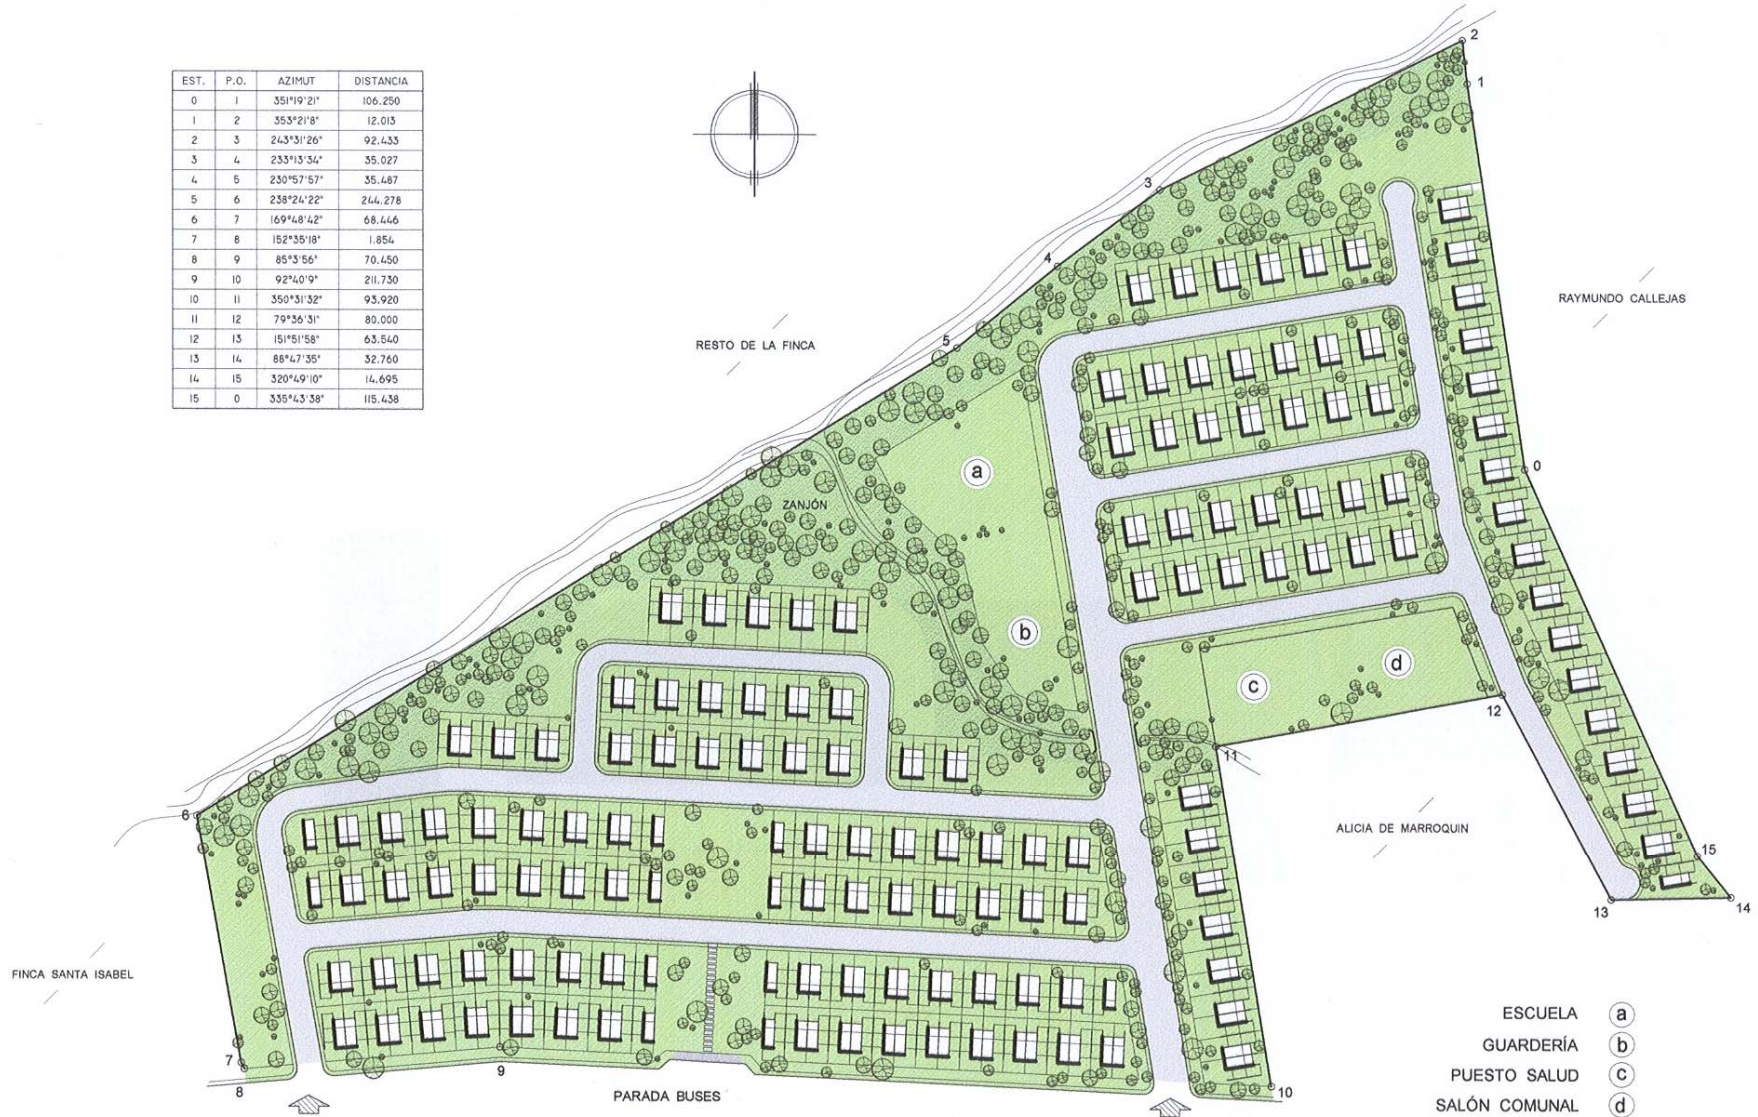 EST. P.O. AZIMUT DISTANCIA
0 1 351°19'21" 106.250
1 2 353°21'8" 12.013
2 3 243°31'26" 92.433
3 4 233°13'34" 35.027
4 5 230°57'57" 35.487
5 6 238°24'22" 244.278
6 7 169°48'42" 68.446
7 8 152°35'18" 1.854
8 9 85°3'56" 70.450
9 10 92°40'9" 211.730
10 11 350°31'32" 93.920
11 12 79°36'31" 80.000
12 13 151°51'58" 63.540
13 14 88°47'35" 32.760
14 15 320°49'10" 14.695
15 0 335°43'38" 115.438
2
1
3
4
5
RESTO DE LA FINCA
RAYMUNDO CALLEJAS
a
0
ZANJÓN
b
c
d
12
11
6
ALICIA DE MARROQUIN
15
14
13
FINCA SANTA ISABEL
7
8
9
10
PARADA BUSES
ESCUELA a
GUARDERÍA b
PUESTO SALUD c
SALÓN COMUNAL d